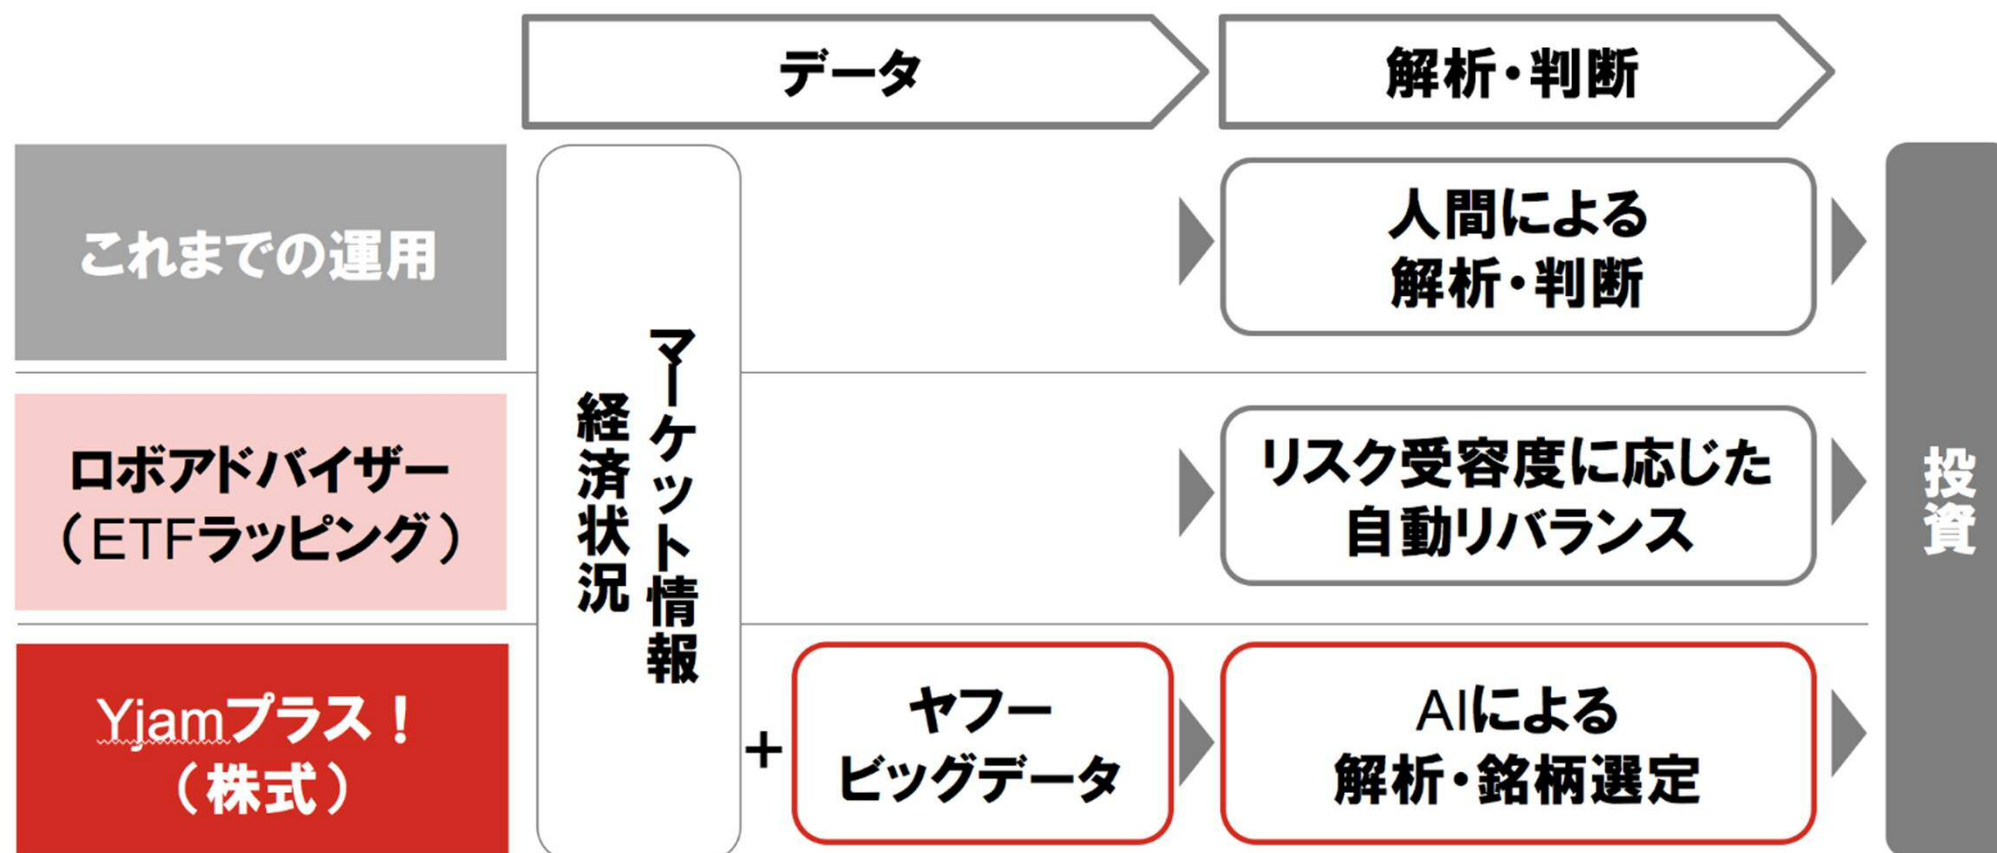 データ
解析・判断
これまでの運用
マーケット情報
経済状況
人間による
解析・判断
ロボアドバイザー
（ETFラッピング）
リスク受容度に応じた
自動リバランス
投資
Yjamプラス！
（株式）
+
ヤフー
ビッグデータ
AIによる
解析・銘柄選定